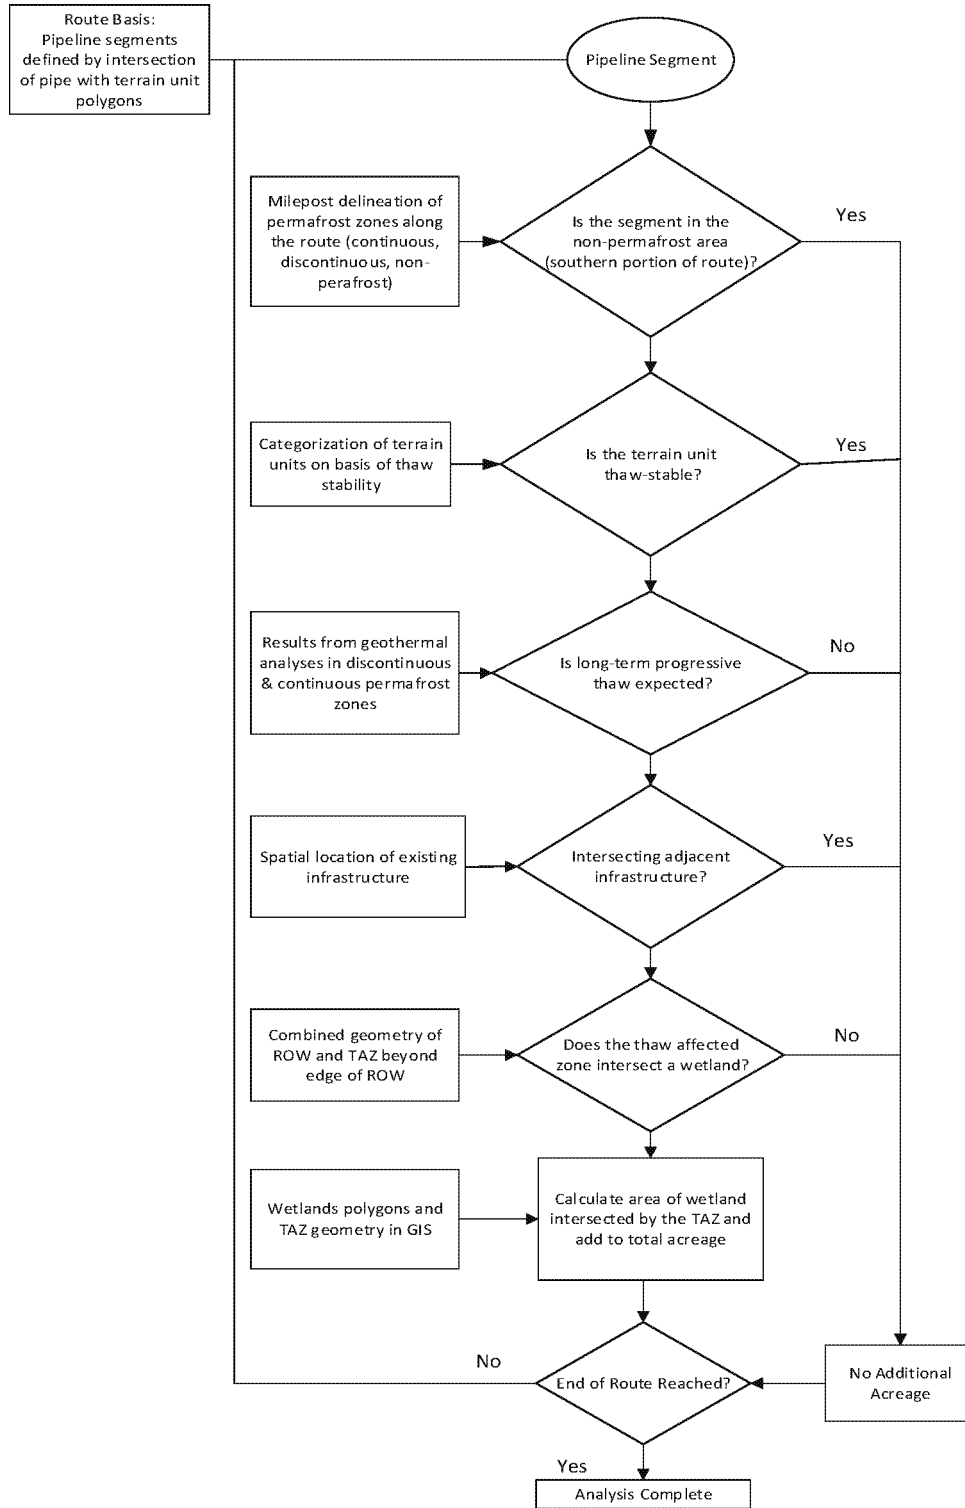 Route Basis:
Pipeline segments
defined by intersection
of pipe with terrain unit
polygons
Pipeline Segment
Milepost delineation of
permafrost zones along
the route (continuous,
discontinuous, non-
perafrost)
Is the segment in the
non-permafrost area
(southern portion of route)?
Yes
Categorization of terrain
units on basis of thaw
stability
Is the terrain unit
thaw-stable?
Yes
Results from geothermal
analyses in discontinuous
& continuous permafrost
zones
Is long-term progressive
thaw expected?
No
Spatial location of existing
infrastructure
Intersecting adjacent
infrastructure?
Yes
Combined geometry of
ROW and TAZ beyond
edge of ROW
Does the thaw affected
zone intersect a wetland?
No
Wetlands polygons and
TAZ geometry in GIS
Calculate area of wetland
intersected by the TAZ and
add to total acreage
No
End of Route Reached?
No Additional
Acreage
Yes
Analysis Complete